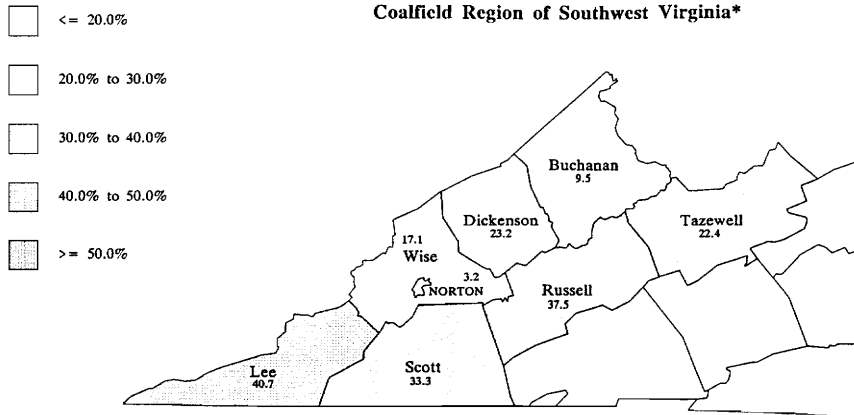 Coalfield Region of Southwest Virginia*
<= 20.0%
20.0% to 30.0%
30.0% to 40.0%
40.0% to 50.0%
>= 50.0%
Buchanan
9.5
Dickenson
23.2
Tazewell
22.4
17.1
Wise
3.2
NORTON
Russell
37.5
Lee
40.7
Scott
33.3